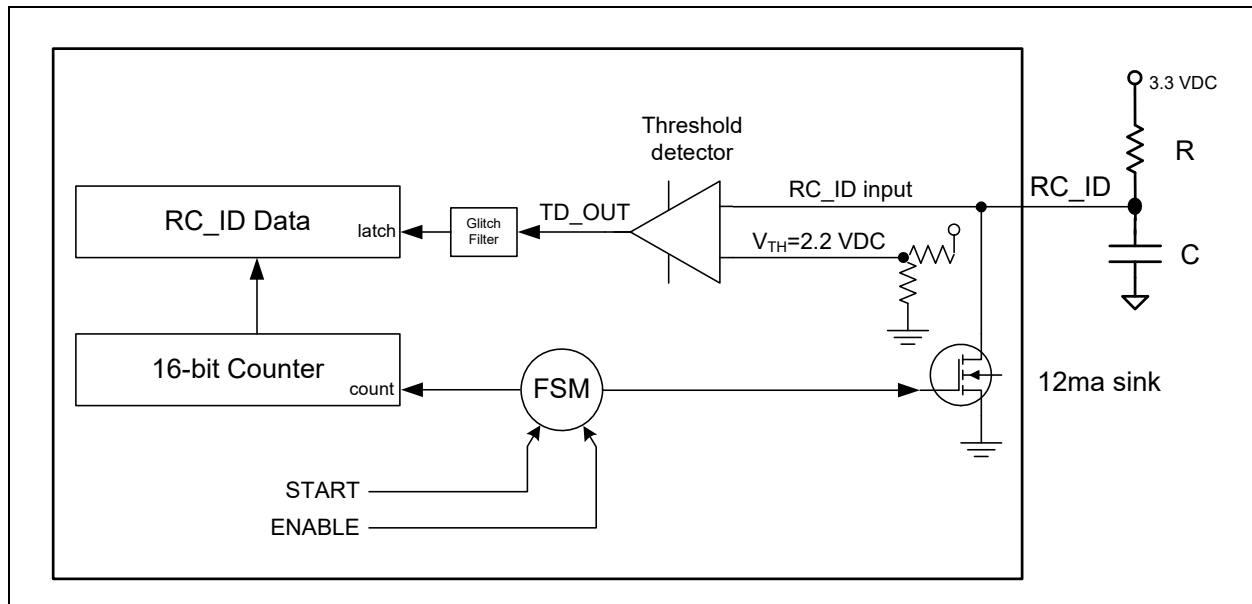 3.3 VDC
R
Threshold
detector
RC_ID input
RC_ID
RC_ID Data
latch
Glitch
Filter
TD_OUT
V_TH=2.2 VDC
C
16-bit Counter
count
FSM
12ma sink
START
ENABLE